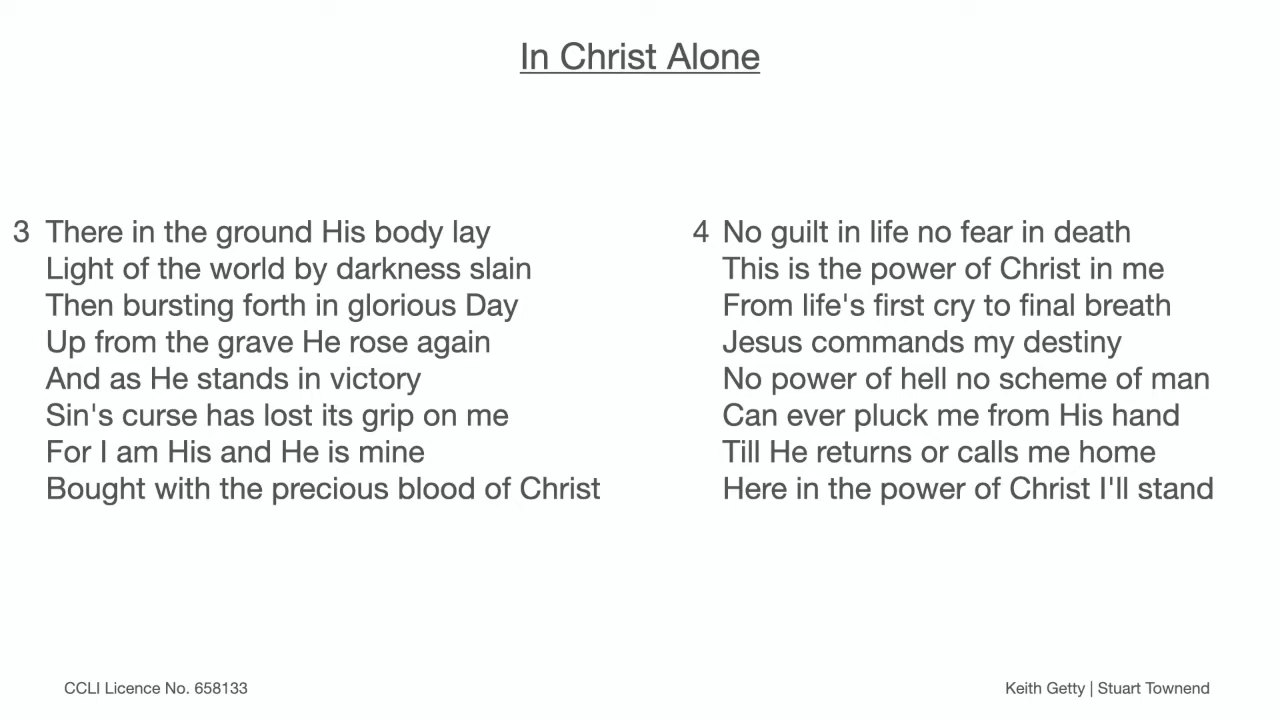 In Christ Alone
3 There in the ground His body lay
Light of the world by darkness slain
Then bursting forth in glorious Day
Up from the grave He rose again
And as He stands in victory
Sin's curse has lost its grip on me
For I am His and He is mine
Bought with the precious blood of Christ
4 No guilt in life no fear in death
This is the power of Christ in me
From life's first cry to final breath
Jesus commands my destiny
No power of hell no scheme of man
Can ever pluck me from His hand
Till He returns or calls me home
Here in the power of Christ I'll stand
CCLI Licence No. 658133
Keith Getty | Stuart Townend